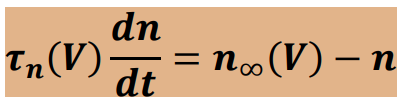 τₙ(V) dn/dt = n∞(V) − n